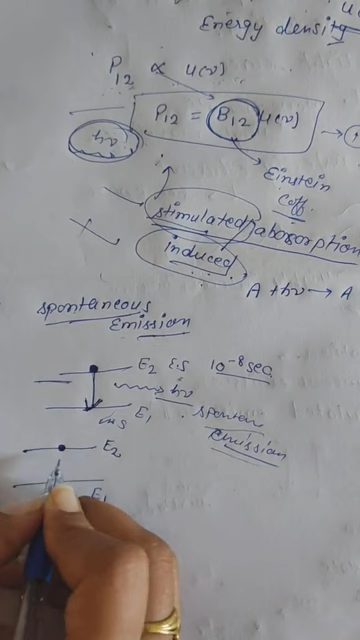 Energy density
P₁₂ ∝ u(ν)
P₁₂ = B₁₂ u(ν)
Einstein
Coff.
stimulated absorption
induced
A + hν → A
Spontaneous
Emission
E₂ E.S 10⁻⁸ sec
hν
E₁ spontan
Emission
E₂
E₁